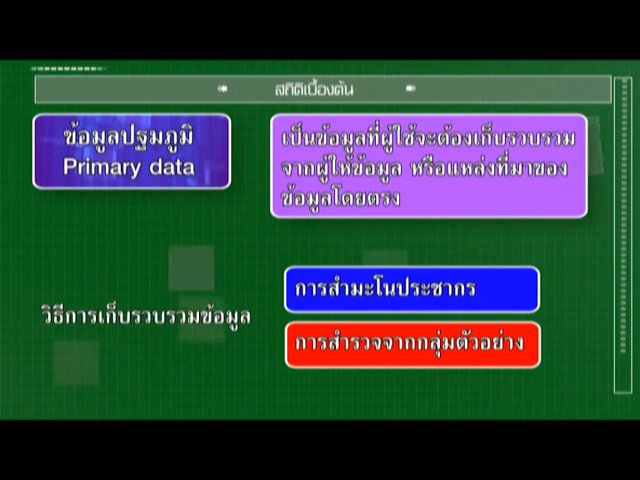 สถิติเบื้องต้น
ข้อมูลปฐมภูมิ
Primary data
เป็นข้อมูลที่ผู้ใช้จะต้องเก็บรวบรวม
จากผู้ให้ข้อมูล หรือแหล่งที่มาของ
ข้อมูลโดยตรง
วิธีการเก็บรวบรวมข้อมูล
การสำมะโนประชากร
การสำรวจจากกลุ่มตัวอย่าง